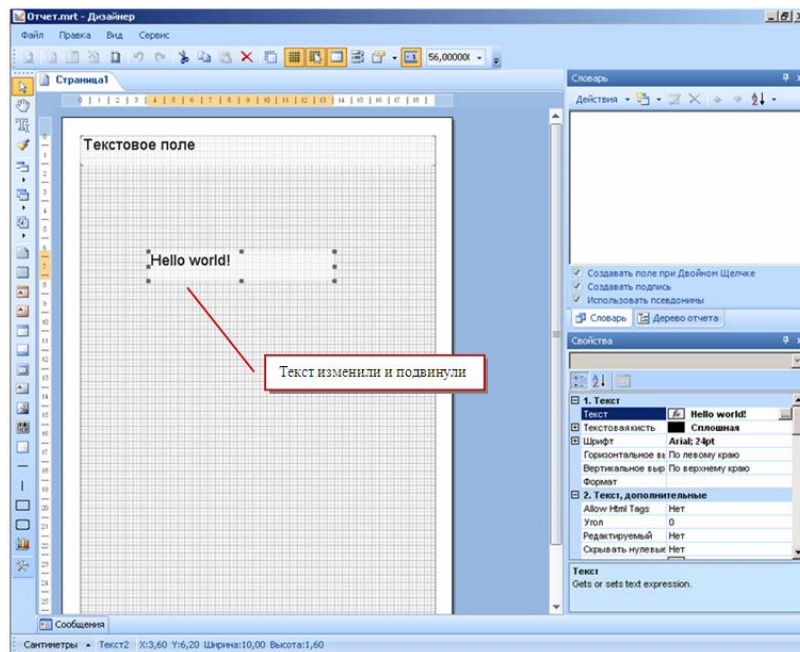 Отчет.mrt - Дизайнер
Файл Правка Вид Сервис
56,00000(
Страница1
Словарь
Действия
Текстовое поле
Hello world!
Создавать поле при Двойном Щелчке
Создавать подпись
Использовать псевдонимы
Словарь Дерево отчета
Свойства
Текст изменили и подвинули
1. Текст
Текст Hello world! ...
Текстовая кисть Сплошная
Шрифт Arial; 24pt
Горизонтальное вы По левому краю
Вертикальное выр По верхнему краю
Формат
2. Текст, дополнительные
Allow Html Tags Нет
Угол 0
Редактируемый Нет
Скрывать нулевые Нет
Текст
Gets or sets text expression.
Сообщения
Сантиметры Текст2 X:3,60 Y:6,20 Ширина:10,00 Высота:1,60